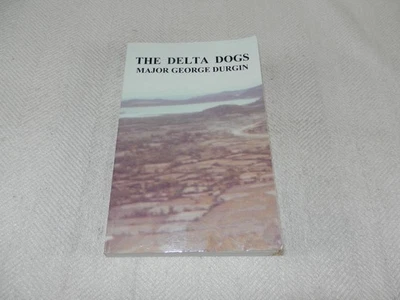 THE DELTA DOGS
MAJOR GEORGE DURGIN